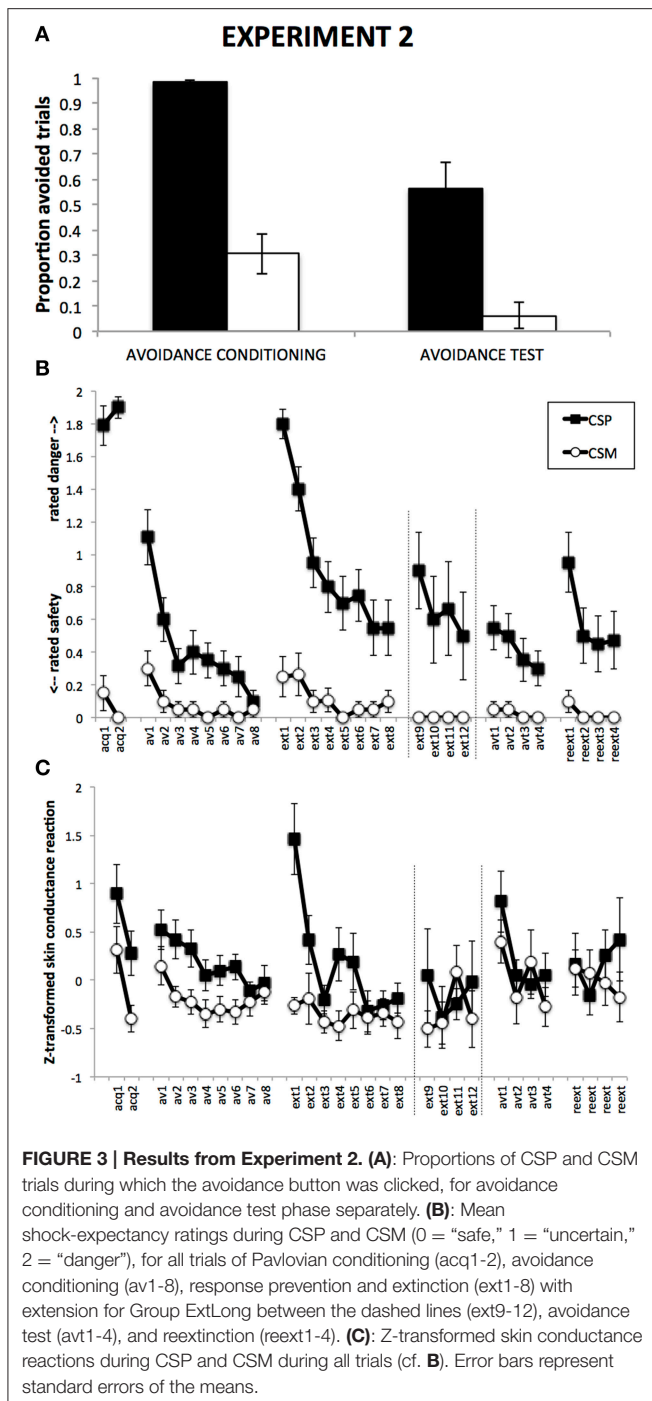 A
EXPERIMENT 2
Proportion avoided trials
1
0.9
0.8
0.7
0.6
0.5
0.4
0.3
0.2
0.1
0
AVOIDANCE CONDITIONING AVOIDANCE TEST
B
<-- rated safety rated danger -->
2
1.8
1.6
1.4
1.2
1
0.8
0.6
0.4
0.2
0
CSP
CSM
acq1 acq2 av1 av2 av3 av4 av5 av6 av7 av8 ext1 ext2 ext3 ext4 ext5 ext6 ext7 ext8 ext9 ext10 ext11 ext12 avt1 avt2 avt3 avt4 reext1 reext2 reext3 reext4
C
Z-transformed skin conductance reaction
2
1.5
1
0.5
0
-0.5
-1
acq1 acq2 av1 av2 av3 av4 av5 av6 av7 av8 ext1 ext2 ext3 ext4 ext5 ext6 ext7 ext8 ext9 ext10 ext11 ext12 avt1 avt2 avt3 avt4 reext reext reext reext
FIGURE 3 | Results from Experiment 2. (A): Proportions of CSP and CSM
trials during which the avoidance button was clicked, for avoidance
conditioning and avoidance test phase separately. (B): Mean
shock-expectancy ratings during CSP and CSM (0 = “safe,” 1 = “uncertain,”
2 = “danger”), for all trials of Pavlovian conditioning (acq1-2), avoidance
conditioning (av1-8), response prevention and extinction (ext1-8) with
extension for Group ExtLong between the dashed lines (ext9-12), avoidance
test (avt1-4), and reextinction (reext1-4). (C): Z-transformed skin conductance
reactions during CSP and CSM during all trials (cf. B). Error bars represent
standard errors of the means.